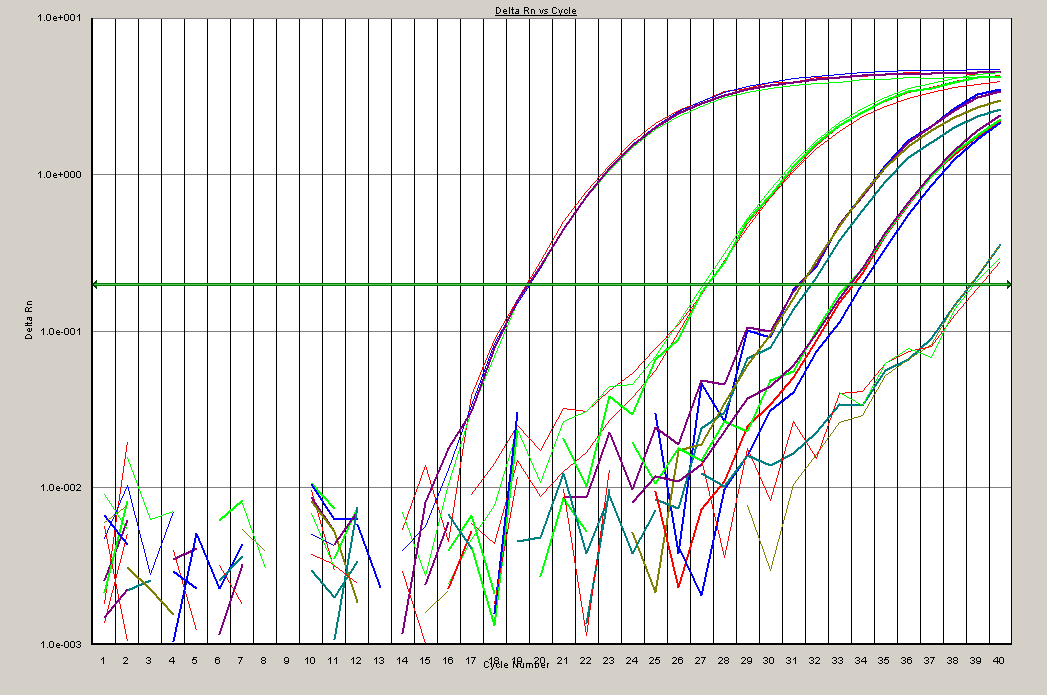 Delta Rn vs Cycle
1.0e+001
1.0e+000
Delta Rn
1.0e-001
1.0e-002
1.0e-003
1 2 3 4 5 6 7 8 9 10 11 12 13 14 15 16 17 18 19 20 21 22 23 24 25 26 27 28 29 30 31 32 33 34 35 36 37 38 39 40
Cycle Number